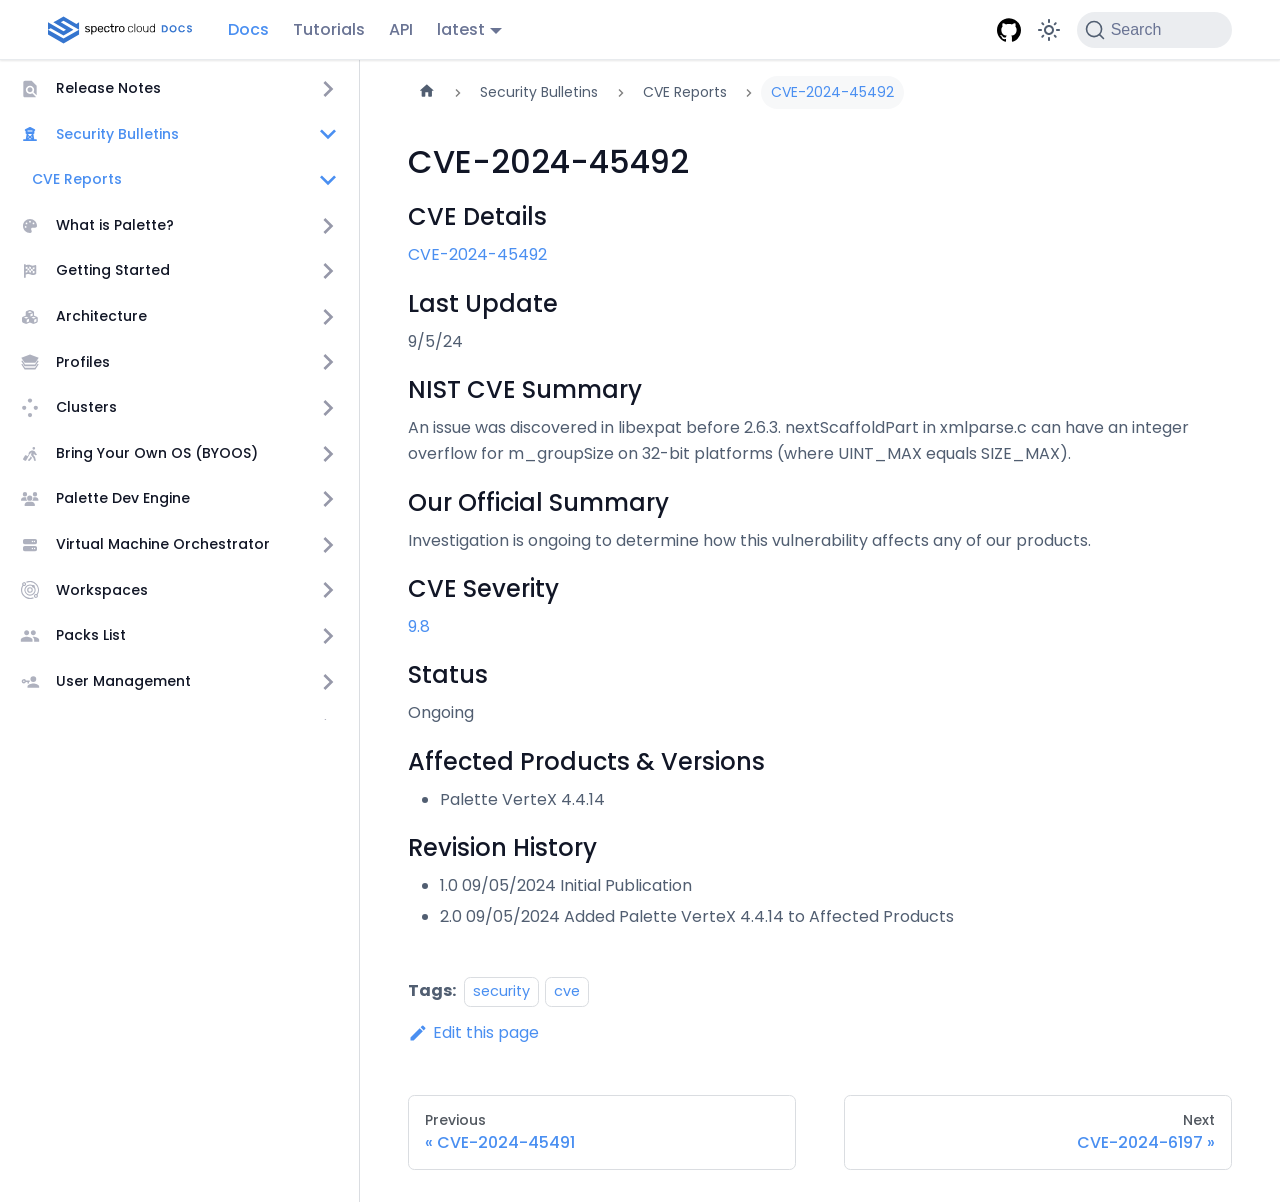 spectro cloud DOCS
Docs
Tutorials
API
latest
Search
Release Notes
Security Bulletins
CVE Reports
What is Palette?
Getting Started
Architecture
Profiles
Clusters
Bring Your Own OS (BYOOS)
Palette Dev Engine
Virtual Machine Orchestrator
Workspaces
Packs List
User Management
Security Bulletins
CVE Reports
CVE-2024-45492
CVE-2024-45492
CVE Details
CVE-2024-45492
Last Update
9/5/24
NIST CVE Summary
An issue was discovered in libexpat before 2.6.3. nextScaffoldPart in xmlparse.c can have an integer
overflow for m_groupSize on 32-bit platforms (where UINT_MAX equals SIZE_MAX).
Our Official Summary
Investigation is ongoing to determine how this vulnerability affects any of our products.
CVE Severity
9.8
Status
Ongoing
Affected Products & Versions
Palette VerteX 4.4.14
Revision History
1.0 09/05/2024 Initial Publication
2.0 09/05/2024 Added Palette VerteX 4.4.14 to Affected Products
Tags: security cve
Edit this page
Previous
« CVE-2024-45491
Next
CVE-2024-6197 »